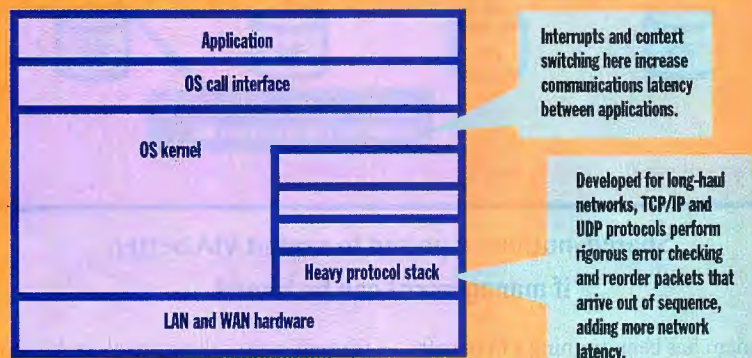 Application
OS call interface
OS kernel
Heavy protocol stack
LAN and WAN hardware
Interrupts and context
switching here increase
communications latency
between applications.
Developed for long-haul
networks, TCP/IP and
UDP protocols perform
rigorous error checking
and reorder packets that
arrive out of sequence,
adding more network
latency.